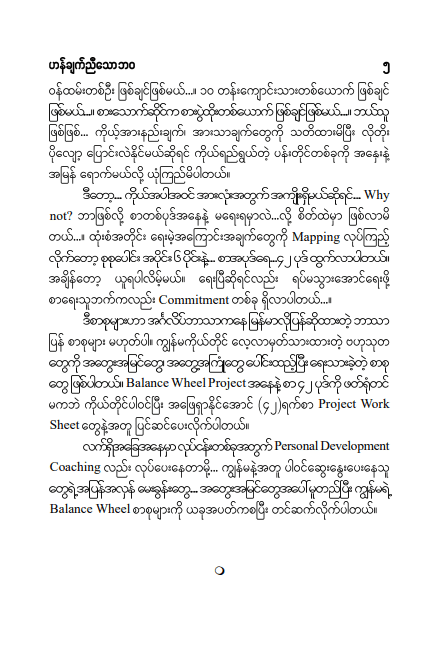 ဟန်ချက်ညီသောဘဝ ၅
ဝန်ထမ်းတစ်ဦး ဖြစ်ချင်ဖြစ်မယ်...။ ၁၀ တန်းကျောင်းသားတစ်ယောက် ဖြစ်ချင်
ဖြစ်မယ်...။ စားသောက်ဆိုင်က စားပွဲထိုးတစ်ယောက် ဖြစ်ချင်ဖြစ်မယ်...။ ဘယ်သူ
ဖြစ်ဖြစ်... ကိုယ့်အားနည်းချက်၊ အားသာချက်တွေကို သတိထားမိပြီး လိုတိုး
ပိုလျှော့ ပြောင်းလဲနိုင်မယ်ဆိုရင် ကိုယ်ရည်ရွယ်တဲ့ ပန်းတိုင်တစ်ခုကို အနှေးနဲ့
အမြန် ရောက်မယ်လို့ ယုံကြည်မိပါတယ်။
ဒီတော့... ကိုယ်အပါအဝင် အားလုံးအတွက် အကျိုးရှိမယ်ဆိုရင်... Why
not? ဘာဖြစ်လို့ စာတစ်ပုဒ်အနေနဲ့ မရေးရမှာလဲ...လို့ စိတ်ထဲမှာ ဖြစ်လာမိ
တယ်...။ ထုံးစံအတိုင်း ရေးမဲ့အကြောင်းအချက်တွေကို Mapping လုပ်ကြည့်
လိုက်တော့ စုစုပေါင်း အပိုင်း ၆ ပိုင်းနဲ့... စာအပုဒ်ရေ...၄၂ ပုဒ် ထွက်လာပါတယ်။
အချိန်တော့ ယူရပါလိမ့်မယ်။ ရေးပြီဆိုရင်လည်း ရပ်မသွားအောင်ရေးဖို့
စာရေးသူဘက်ကလည်း Commitment တစ်ခု ရှိလာပါတယ်...။
ဒီစာစုများဟာ အင်္ဂလိပ်ဘာသာကနေ မြန်မာလိုပြန်ဆိုထားတဲ့ ဘာသာ
ပြန် စာစုများ မဟုတ်ပါ။ ကျွန်မကိုယ်တိုင် လေ့လာမှတ်သားထားတဲ့ ဗဟုသုတ
တွေကို အတွေးအမြင်တွေ၊ အတွေ့အကြုံတွေ ပေါင်းထည့်ပြီး ရေးသားခဲ့တဲ့ စာစု
တွေ ဖြစ်ပါတယ်။ Balance Wheel Project အနေနဲ့ စာ ၄၂ ပုဒ်ကို ဖတ်ရုံတင်
မကဘဲ ကိုယ်တိုင်ပါဝင်ပြီး အဖြေရှာနိုင်အောင် (၄၂)ရက်စာ Project Work
Sheet တွေနဲ့အတူ ပြင်ဆင်ပေးလိုက်ပါတယ်။
လက်ရှိအခြေအနေမှာ လုပ်ငန်းတစ်ခုအတွက် Personal Development
Coaching လည်း လုပ်ပေးနေတာမို့... ကျွန်မနဲ့အတူ ပါဝင်ဆွေးနွေးပေးနေသူ
တွေရဲ့အပြန်အလှန် မေးခွန်းတွေ... အတွေးအမြင်တွေအပေါ် မူတည်ပြီး ကျွန်မရဲ့
Balance Wheel စာစုများကို ယခုအပတ်ကစပြီး တင်ဆက်လိုက်ပါတယ်။